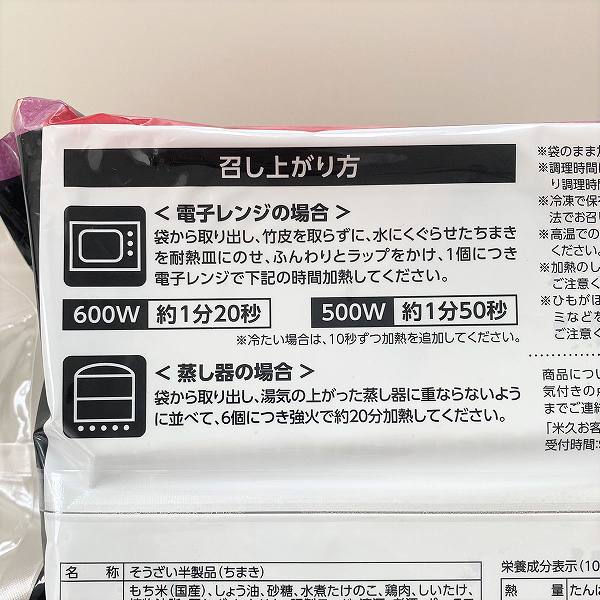 召し上がり方
< 電子レンジの場合 >
袋から取り出し、竹皮を取らずに、水にくぐらせたちまき
を耐熱皿にのせ、ふんわりとラップをかけ、1個につき
電子レンジで下記の時間加熱してください。
600W 約1分20秒 500W 約1分50秒
※冷たい場合は、10秒ずつ加熱を追加してください。
< 蒸し器の場合 >
袋から取り出し、湯気の上がった蒸し器に重ならないよう
に並べて、6個につき強火で約20分加熱してください。
※袋のまま
※調理時間
り調理時
※冷凍で保
法でお召
※高温での
ください。
※加熱のし
ご注意く
※ひもがほ
ミなどを
ご注意く
商品につい
気付きの点
までご連絡
「米久お客
受付時間:
名 称 そうざい半製品(ちまき)
もち米(国産)、しょう油、砂糖、水煮たけのこ、鶏肉、しいたけ、
栄養成分表示(10
熱 量 たんぱ